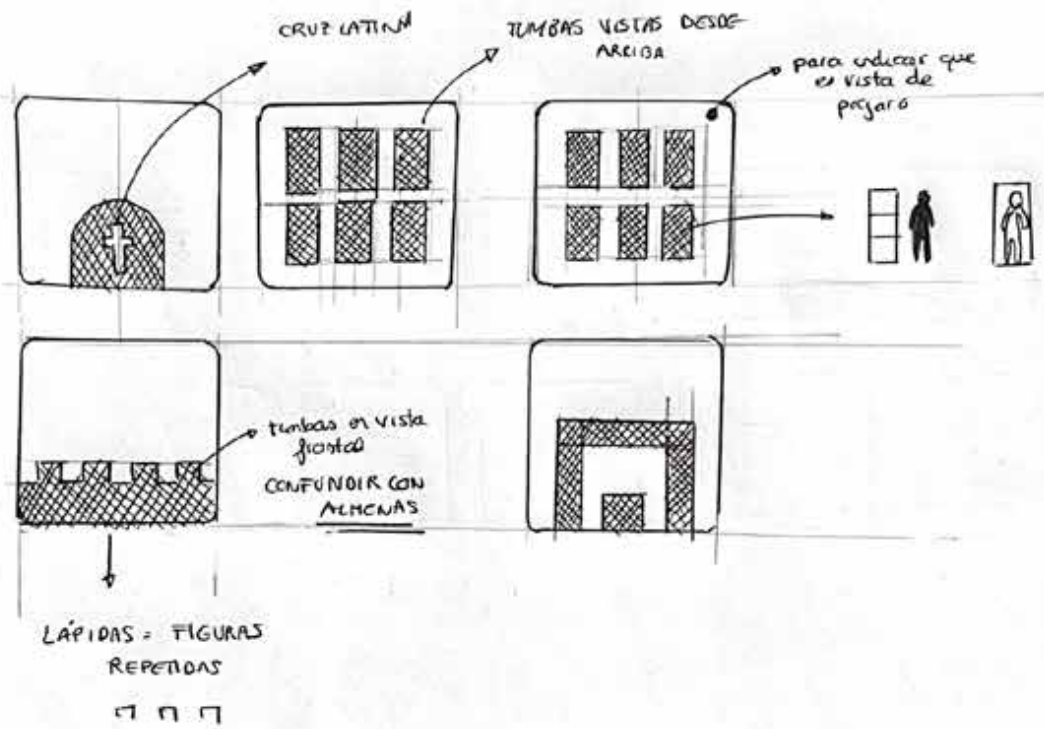 CRUZ LATINA
TUMBAS VISTAS DESDE
ARRIBA
para indicar que
es vista de
pájaro
tumbas en vista
frontal
CONFUNDIR CON
ALMENAS
LÁPIDAS = FIGURAS
REPETIDAS